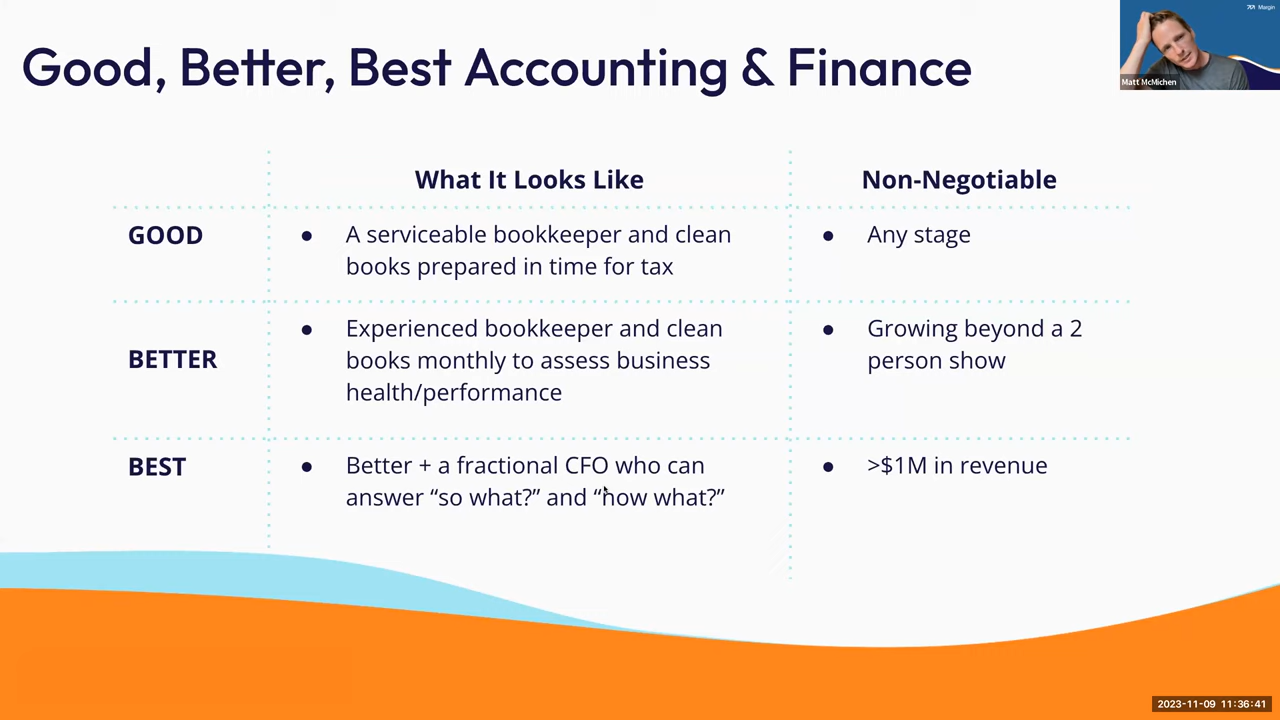 Margin
Matt McMichen
Good, Better, Best Accounting & Finance
What It Looks Like
Non-Negotiable
GOOD
● A serviceable bookkeeper and clean
books prepared in time for tax
● Any stage
BETTER
● Experienced bookkeeper and clean
books monthly to assess business
health/performance
● Growing beyond a 2
person show
BEST
● Better + a fractional CFO who can
answer “so what?” and “now what?”
● >$1M in revenue
2023-11-09 11:36:41